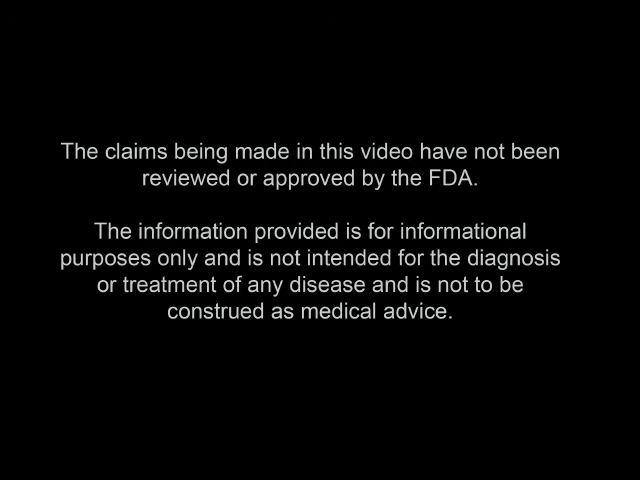 The claims being made in this video have not been
reviewed or approved by the FDA.
The information provided is for informational
purposes only and is not intended for the diagnosis
or treatment of any disease and is not to be
construed as medical advice.